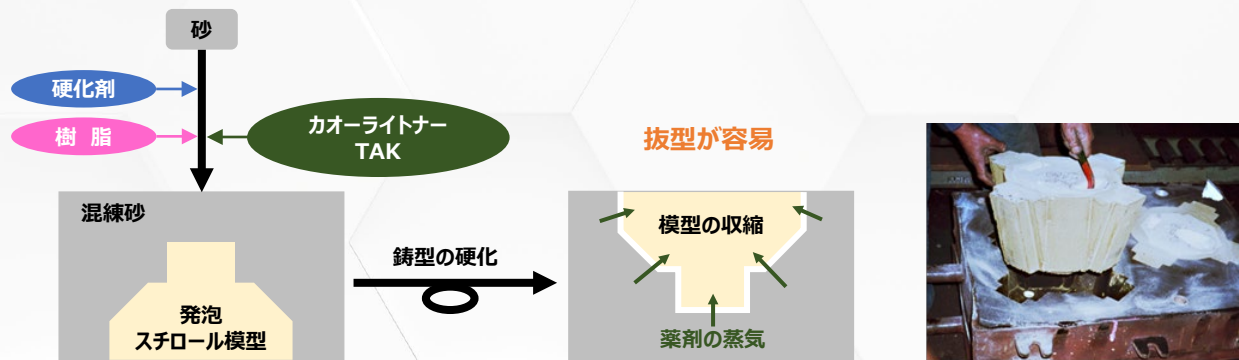 砂
硬化剤
樹 脂
カオーライトナー
TAK
混練砂
発泡
スチロール模型
鋳型の硬化
抜型が容易
模型の収縮
薬剤の蒸気